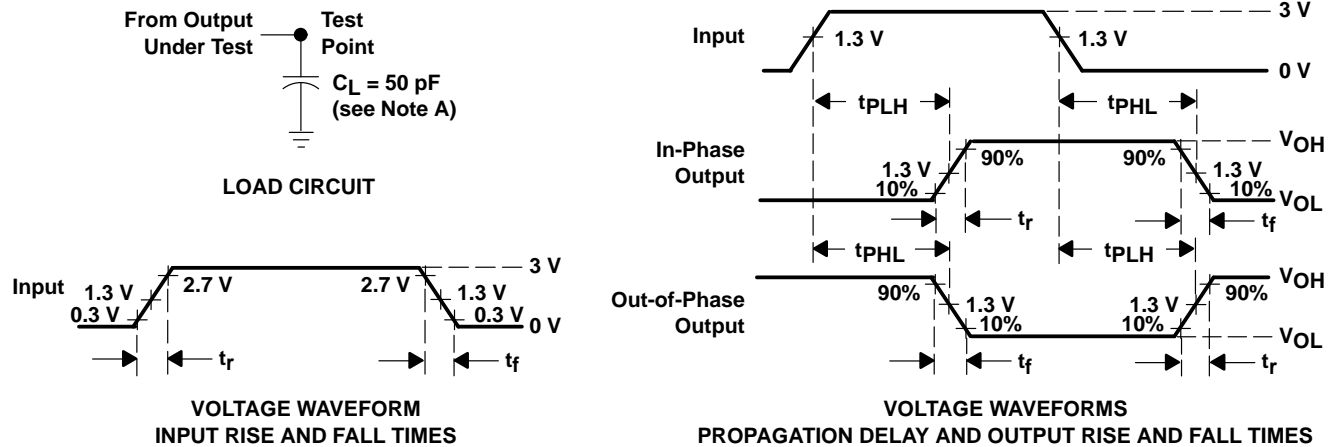 From Output
Under Test
Test
Point
CL = 50 pF
(see Note A)
LOAD CIRCUIT
Input
3 V
2.7 V
2.7 V
1.3 V
1.3 V
0.3 V
0.3 V
0 V
tr
tf
VOLTAGE WAVEFORM
INPUT RISE AND FALL TIMES
Input
3 V
1.3 V
1.3 V
0 V
tPLH
tPHL
In-Phase
Output
VOH
90%
90%
1.3 V
1.3 V
10%
10%
VOL
tr
tf
tPHL
tPLH
Out-of-Phase
Output
VOH
90%
90%
1.3 V
1.3 V
10%
10%
VOL
tf
tr
VOLTAGE WAVEFORMS
PROPAGATION DELAY AND OUTPUT RISE AND FALL TIMES